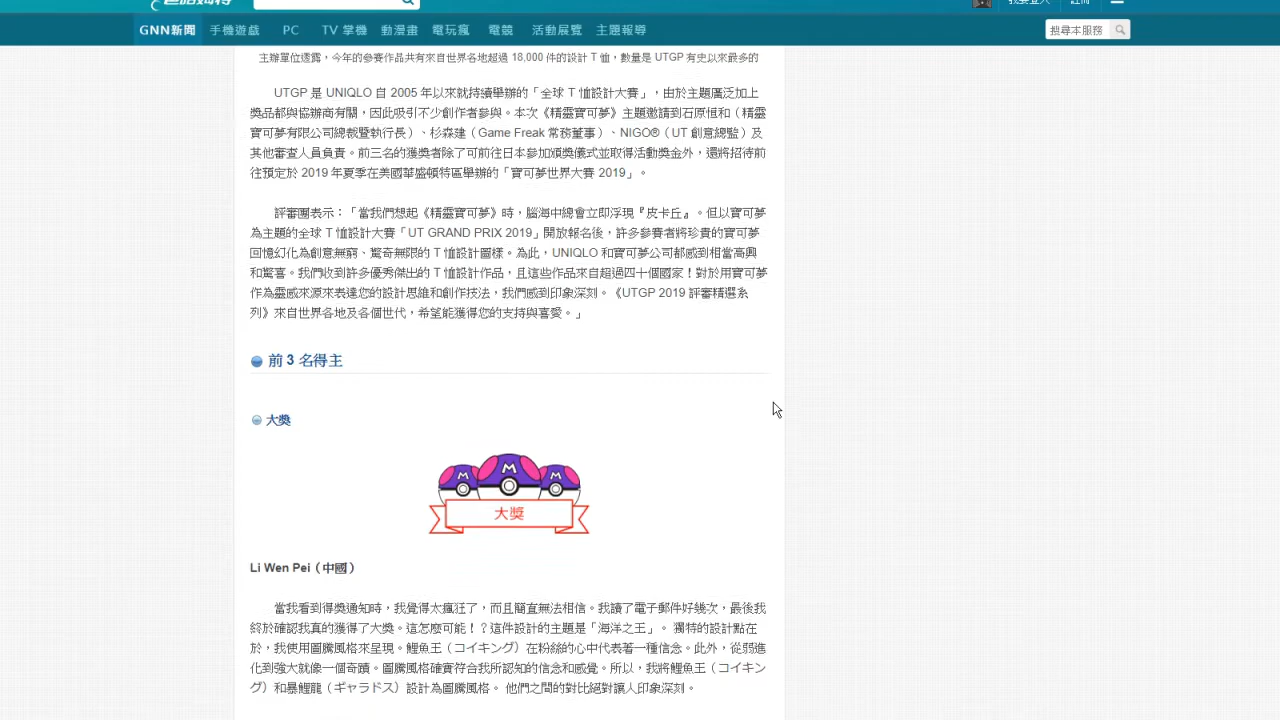 我要登入
註冊
GNN新聞 手機遊戲 PC TV 掌機 動漫畫 電玩瘋 電競 活動展覽 主題報導
搜尋本服務
主辦單位透露，今年的參賽作品共有來自世界各地超過 18,000 件的設計 T 恤，數量是 UTGP 有史以來最多的
UTGP 是 UNIQLO 自 2005 年以來就持續舉辦的「全球 T 恤設計大賽」，由於主題廣泛加上
獎品都與協辦商有關，因此吸引不少創作者參與。本次《精靈寶可夢》主題邀請到石原恒和（精靈
寶可夢有限公司總裁暨執行長）、杉森建（Game Freak 常務董事）、NIGO®（UT 創意總監）及
其他審查人員負責。前三名的獲獎者除了可前往日本參加頒獎儀式並取得活動獎金外，還將招待前
往預定於 2019 年夏季在美國華盛頓特區舉辦的「寶可夢世界大賽 2019」。
評審團表示：「當我們想起《精靈寶可夢》時，腦海中總會立即浮現『皮卡丘』。但以寶可夢
為主題的全球 T 恤設計大賽「UT GRAND PRIX 2019」開放報名後，許多參賽者將珍貴的寶可夢
回憶幻化為創意無窮、驚奇無限的 T 恤設計圖樣。為此，UNIQLO 和寶可夢公司都感到相當高興
和驚喜。我們收到許多優秀傑出的 T 恤設計作品，且這些作品來自超過四十個國家！對於用寶可夢
作為靈感來源來表達您的設計思維和創作技法，我們感到印象深刻。《UTGP 2019 評審精選系
列》來自世界各地及各個世代，希望能獲得您的支持與喜愛。」
前 3 名得主
大獎
M M M
大獎
Li Wen Pei（中國）
當我看到得獎通知時，我覺得太瘋狂了，而且簡直無法相信。我讀了電子郵件好幾次，最後我
終於確認我真的獲得了大獎。這怎麼可能！？這件設計的主題是「海洋之王」。 獨特的設計點在
於，我使用圖騰風格來呈現。鯉魚王（コイキング）在粉絲的心中代表著一種信念。此外，從弱進
化到強大就像一個奇蹟。圖騰風格確實符合我所認知的信念和感覺。所以，我將鯉魚王（コイキン
グ）和暴鯉龍（ギャラドス）設計為圖騰風格。 他們之間的對比絕對讓人印象深刻。